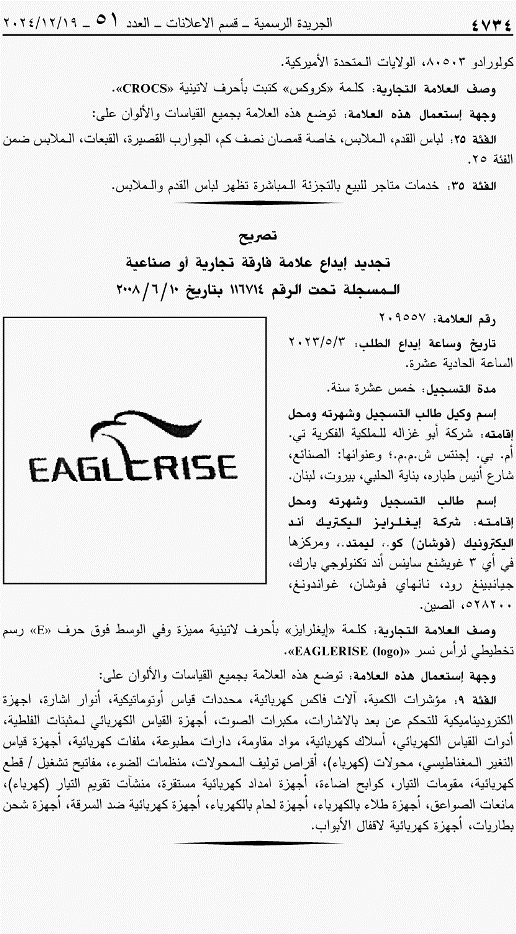 ٤٧٣٤
الجريدة الرسمية – قسم الاعلانات – العدد ٥١ – ٢٠٢٤/١٢/١٩
كولورادو ٨٠٥٠٣، الولايات المتحدة الأميركية.
وصف العلامة التجارية: كلمة «كروكس» كتبت بأحرف لاتينية «CROCS».
وجهة إستعمال هذه العلامة: توضع هذه العلامة بجميع القياسات والألوان على:
الفئة ٢٥: لباس القدم، الملابس، خاصة قمصان نصف كم، الجوارب القصيرة، القبعات، الملابس ضمن
الفئة ٢٥.
الفئة ٣٥: خدمات متاجر للبيع بالتجزئة المباشرة تظهر لباس القدم والملابس.
تصريح
تجديد إيداع علامة فارقة تجارية أو صناعية
المسجلة تحت الرقم ١١٦٧١٤ بتاريخ ٢٠٠٨/٦/١٠
رقم العلامة: ٢٠٩٥٥٧
تاريخ وساعة إيداع الطلب: ٢٠٢٣/٥/٣
الساعة الحادية عشرة.
مدة التسجيل: خمس عشرة سنة.
إسم وكيل طالب التسجيل وشهرته ومحل
إقامته: شركة أبو غزاله للملكية الفكرية تي.
أم. بي. إجنتس ش.م.م.؛ وعنوانها: الصنائع،
شارع أنيس طباره، بناية الحلبي، بيروت، لبنان.
إسم طالب التسجيل وشهرته ومحل
إقامته: شركة إيغلرايز اليكتريك أند
اليكترونيك (فوشان) كو.، ليمتد.، ومركزها
في أي ٣ غويشنغ ساينس أند تكنولوجي بارك،
جيانبينغ رود، نانهاي فوشان، غواندونغ،
٥٢٨٢٠٠، الصين.
EAGLERISE
وصف العلامة التجارية: كلمة «إيغلرايز» بأحرف لاتينية مميزة وفي الوسط فوق حرف «E» رسم
تخطيطي لرأس نسر «EAGLERISE (logo)».
وجهة إستعمال هذه العلامة: توضع هذه العلامة بجميع القياسات والألوان على:
الفئة ٩: مؤشرات الكمية، آلات فاكس كهربائية، محددات قياس أوتوماتيكية، أنوار اشارة، اجهزة
الكتروديناميكية للتحكم عن بعد بالاشارات، مكبرات الصوت، أجهزة القياس الكهربائي لمثبتات الفلطية،
أدوات القياس الكهربائي، أسلاك كهربائية، مواد مقاومة، دارات مطبوعة، ملفات كهربائية، أجهزة قياس
التغير المغناطيسي، محولات (كهرباء)، أقراص توليف المحولات، منظمات الضوء، مفاتيح تشغيل / قطع
كهربائية، مقومات التيار، كوابح اضاءة، أجهزة امداد كهربائية مستقرة، منشآت تقويم التيار (كهرباء)،
مانعات الصواعق، أجهزة طلاء بالكهرباء، أجهزة لحام بالكهرباء، أجهزة كهربائية ضد السرقة، أجهزة شحن
بطاريات، أجهزة كهربائية لاقفال الأبواب.